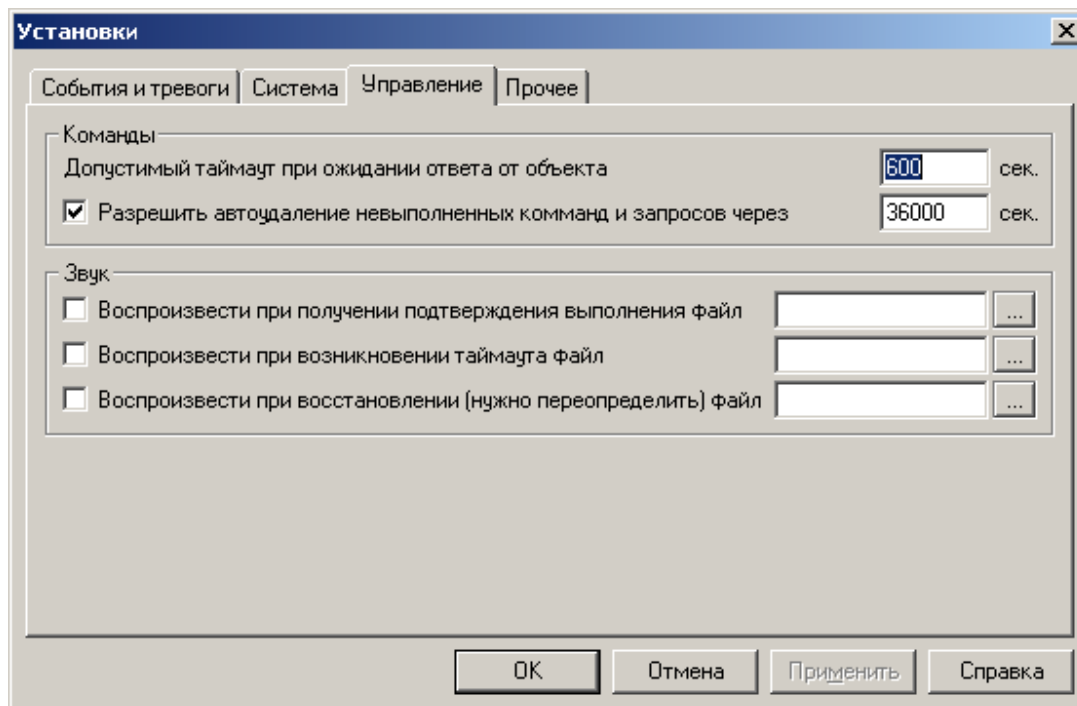 Установки
События и тревоги Система Управление Прочее
Команды
Допустимый таймаут при ожидании ответа от объекта 600 сек.
Разрешить автоудаление невыполненных комманд и запросов через 36000 сек.
Звук
Воспроизвести при получении подтверждения выполнения файл ...
Воспроизвести при возникновении таймаута файл ...
Воспроизвести при восстановлении (нужно переопределить) файл ...
OK Отмена Применить Справка